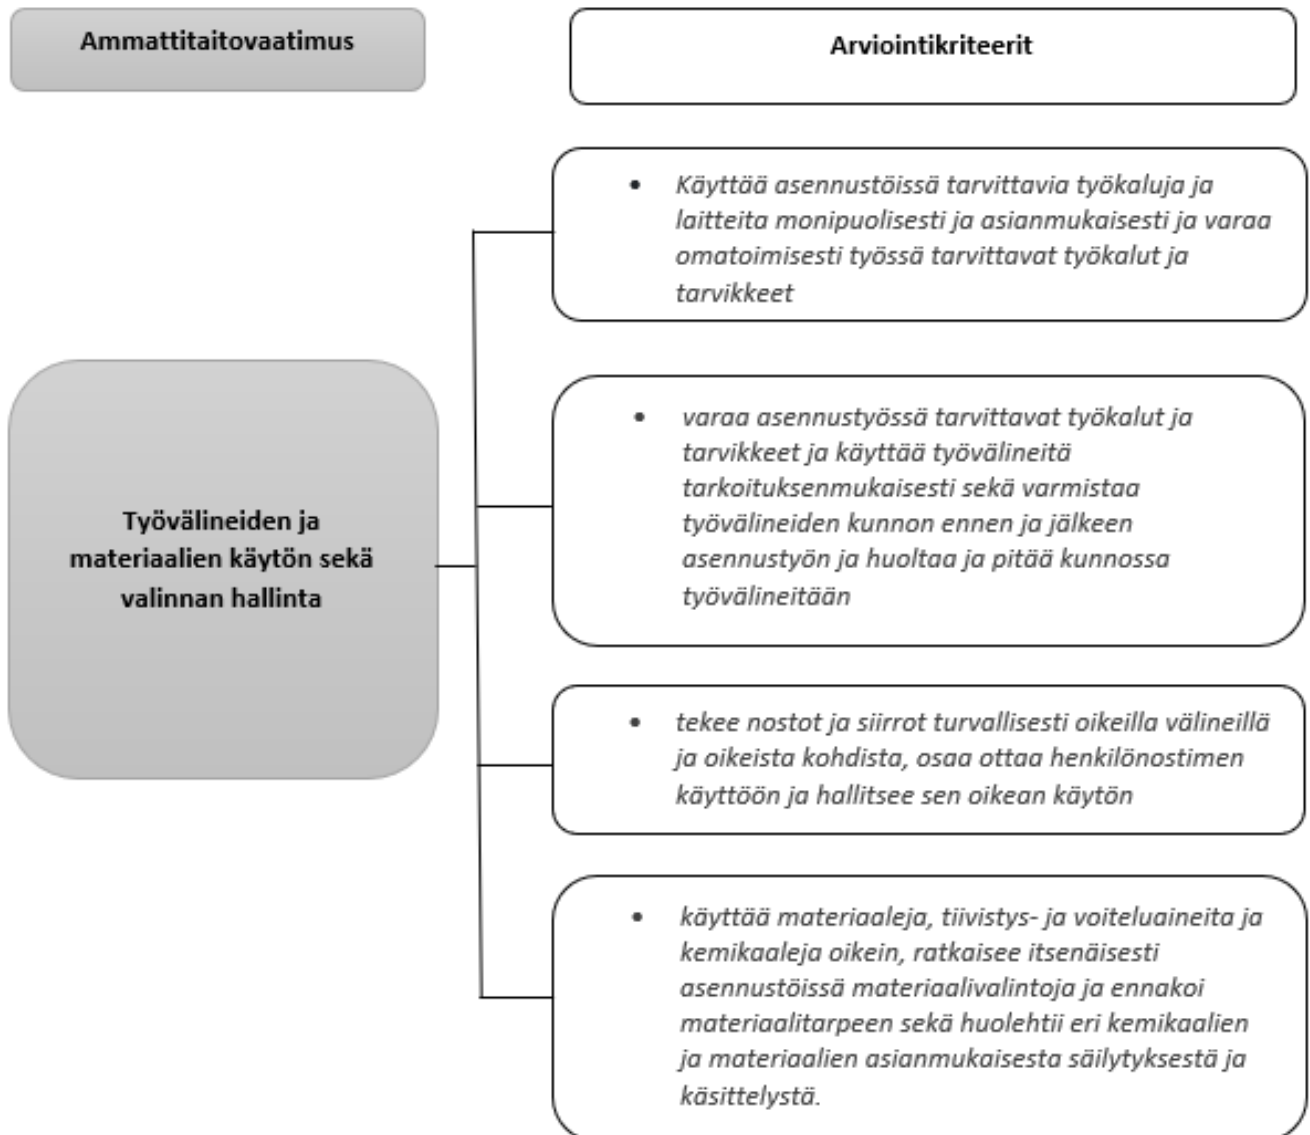 Ammattitaitovaatimus
Arviointikriteerit
• Käyttää asennustöissä tarvittavia työkaluja ja
laitteita monipuolisesti ja asianmukaisesti ja varaa
omatoimisesti työssä tarvittavat työkalut ja
tarvikkeet
Työvälineiden ja
materiaalien käytön sekä
valinnan hallinta
• varaa asennustyössä tarvittavat työkalut ja
tarvikkeet ja käyttää työvälineitä
tarkoituksenmukaisesti sekä varmistaa
työvälineiden kunnon ennen ja jälkeen
asennustyön ja huoltaa ja pitää kunnossa
työvälineitään
• tekee nostot ja siirrot turvallisesti oikeilla välineillä
ja oikeista kohdista, osaa ottaa henkilönostimen
käyttöön ja hallitsee sen oikean käytön
• käyttää materiaaleja, tiivistys- ja voiteluaineita ja
kemikaaleja oikein, ratkaisee itsenäisesti
asennustöissä materiaalivalintoja ja ennakoi
materiaalitarpeen sekä huolehtii eri kemikaalien
ja materiaalien asianmukaisesta säilytyksestä ja
käsittelystä.